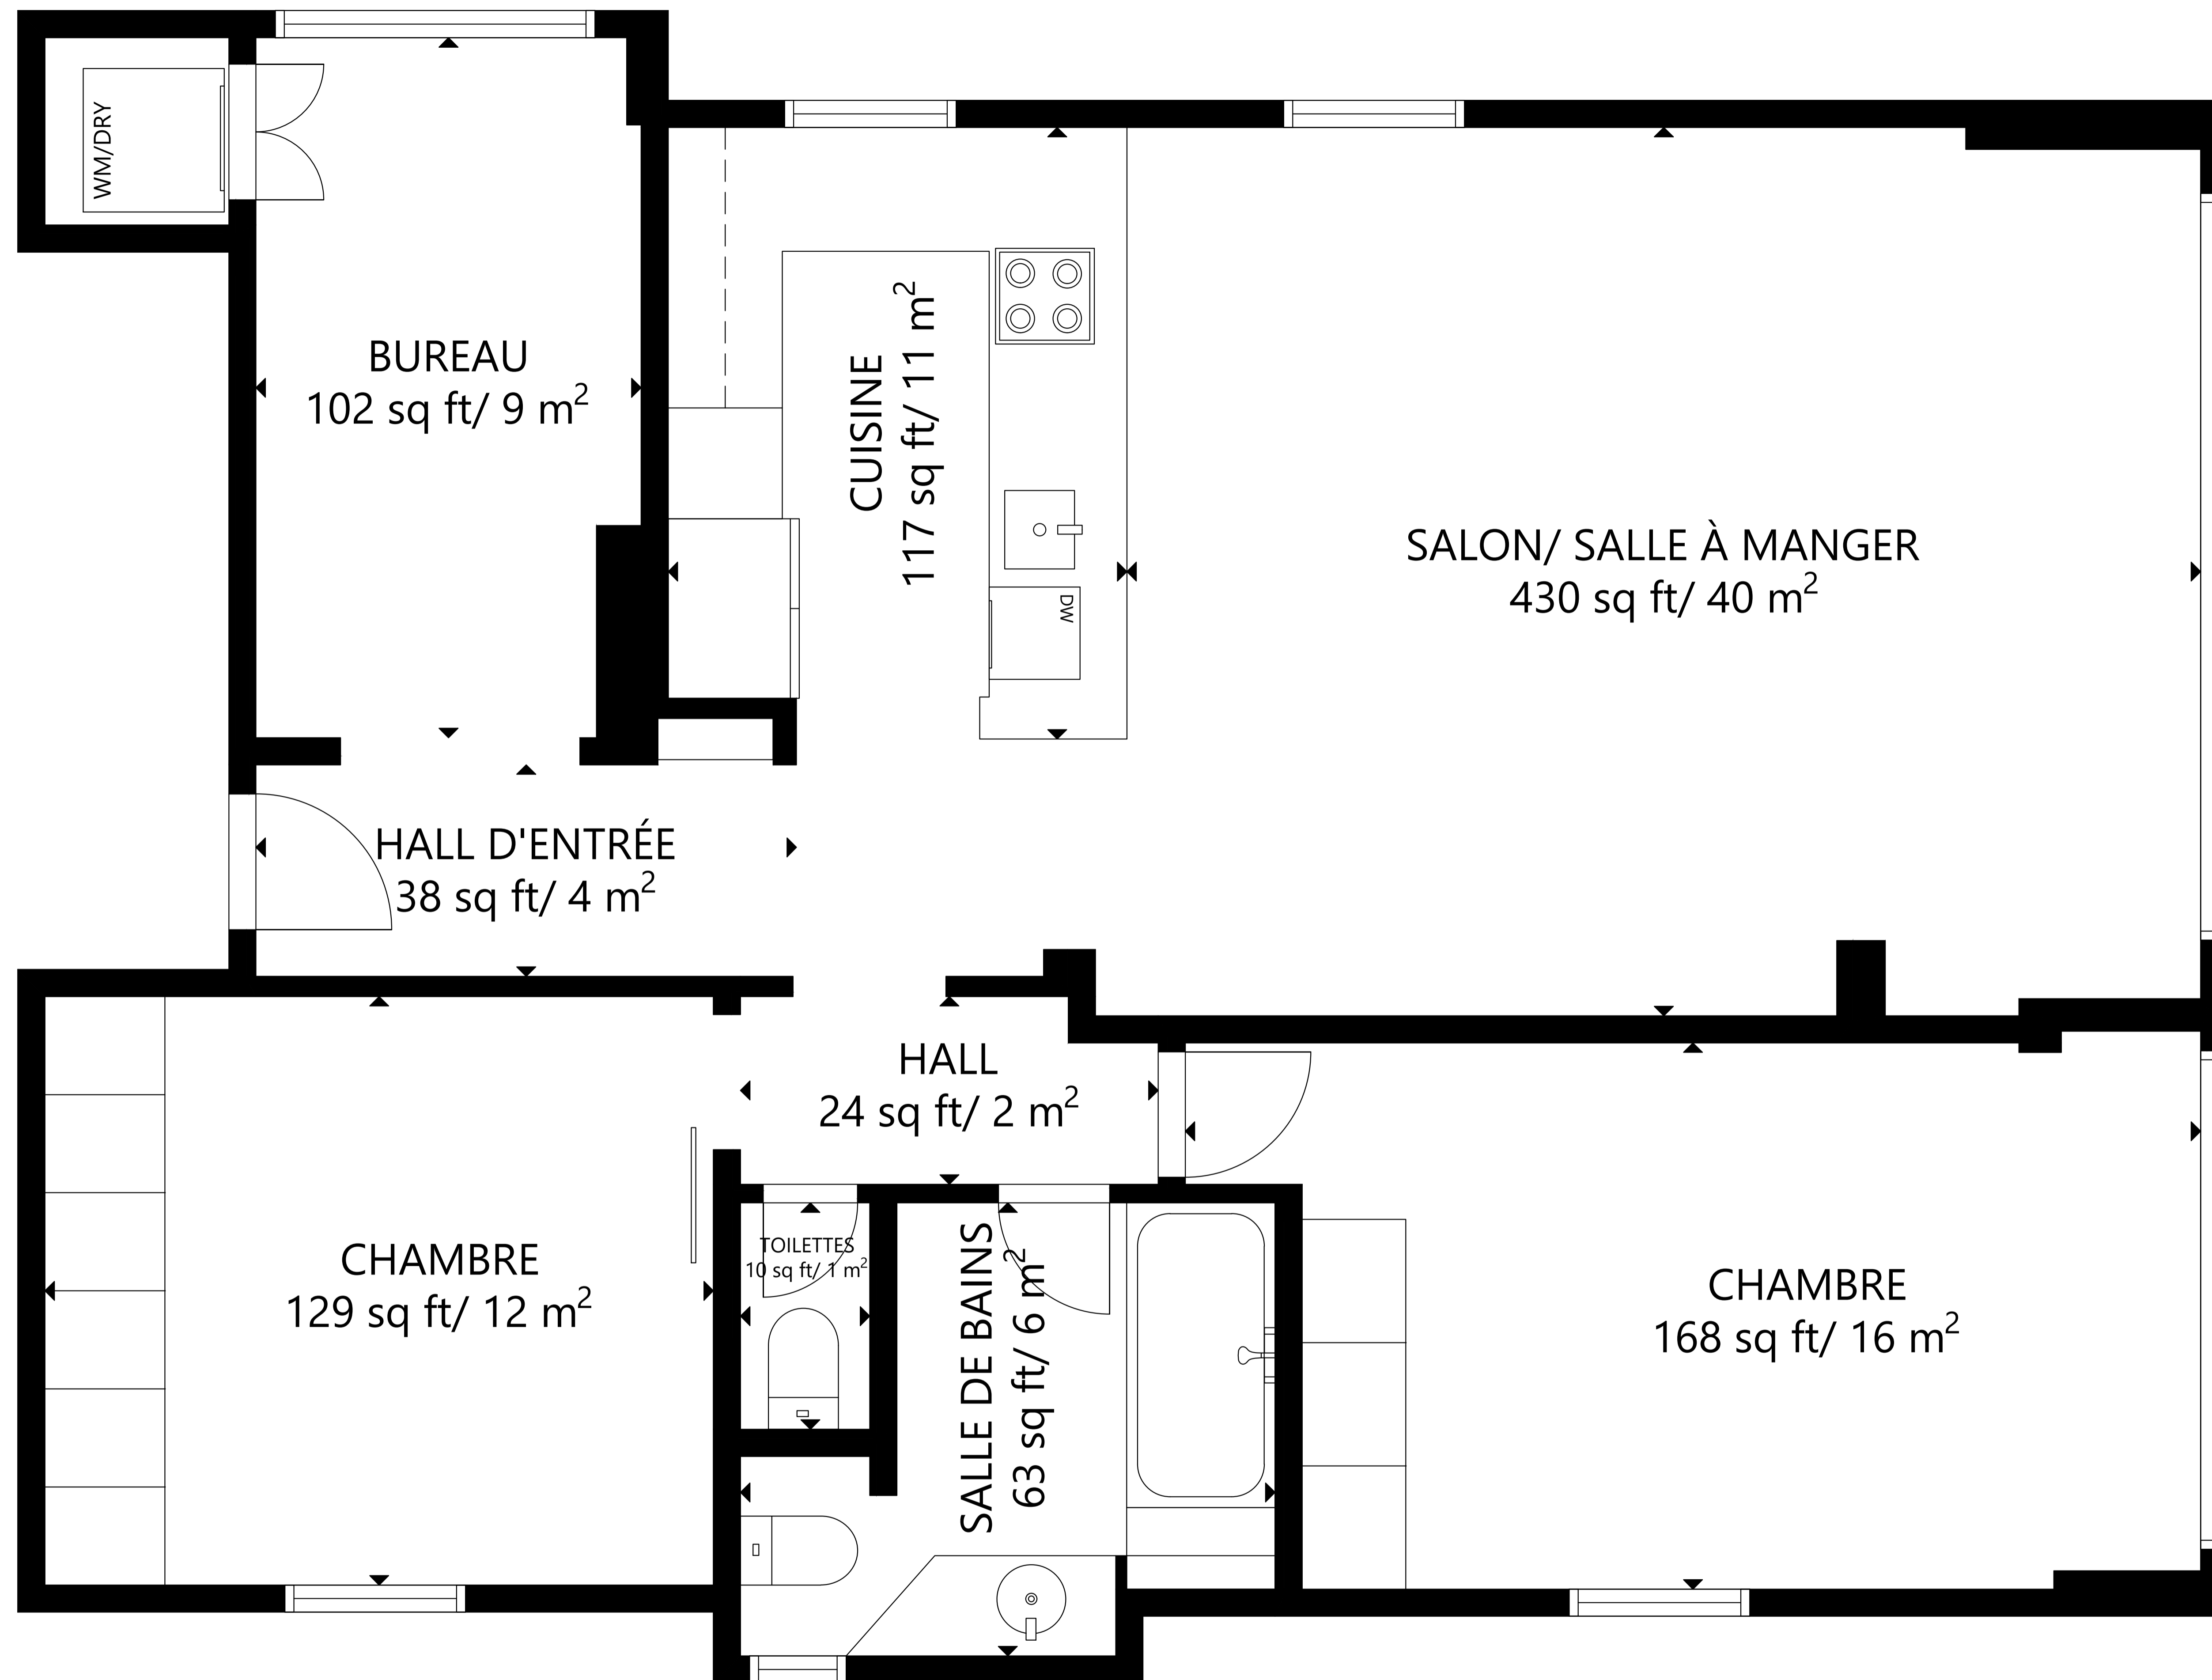 WM/DRY
BUREAU
102 sq ft/ 9 m²
CUISINE
117 sq ft/ 11 m²
DW
SALON/ SALLE À MANGER
430 sq ft/ 40 m²
HALL D'ENTRÉE
38 sq ft/ 4 m²
HALL
24 sq ft/ 2 m²
CHAMBRE
129 sq ft/ 12 m²
TOILETTES
10 sq ft/ 1 m²
SALLE DE BAINS
63 sq ft/ 6 m²
CHAMBRE
168 sq ft/ 16 m²